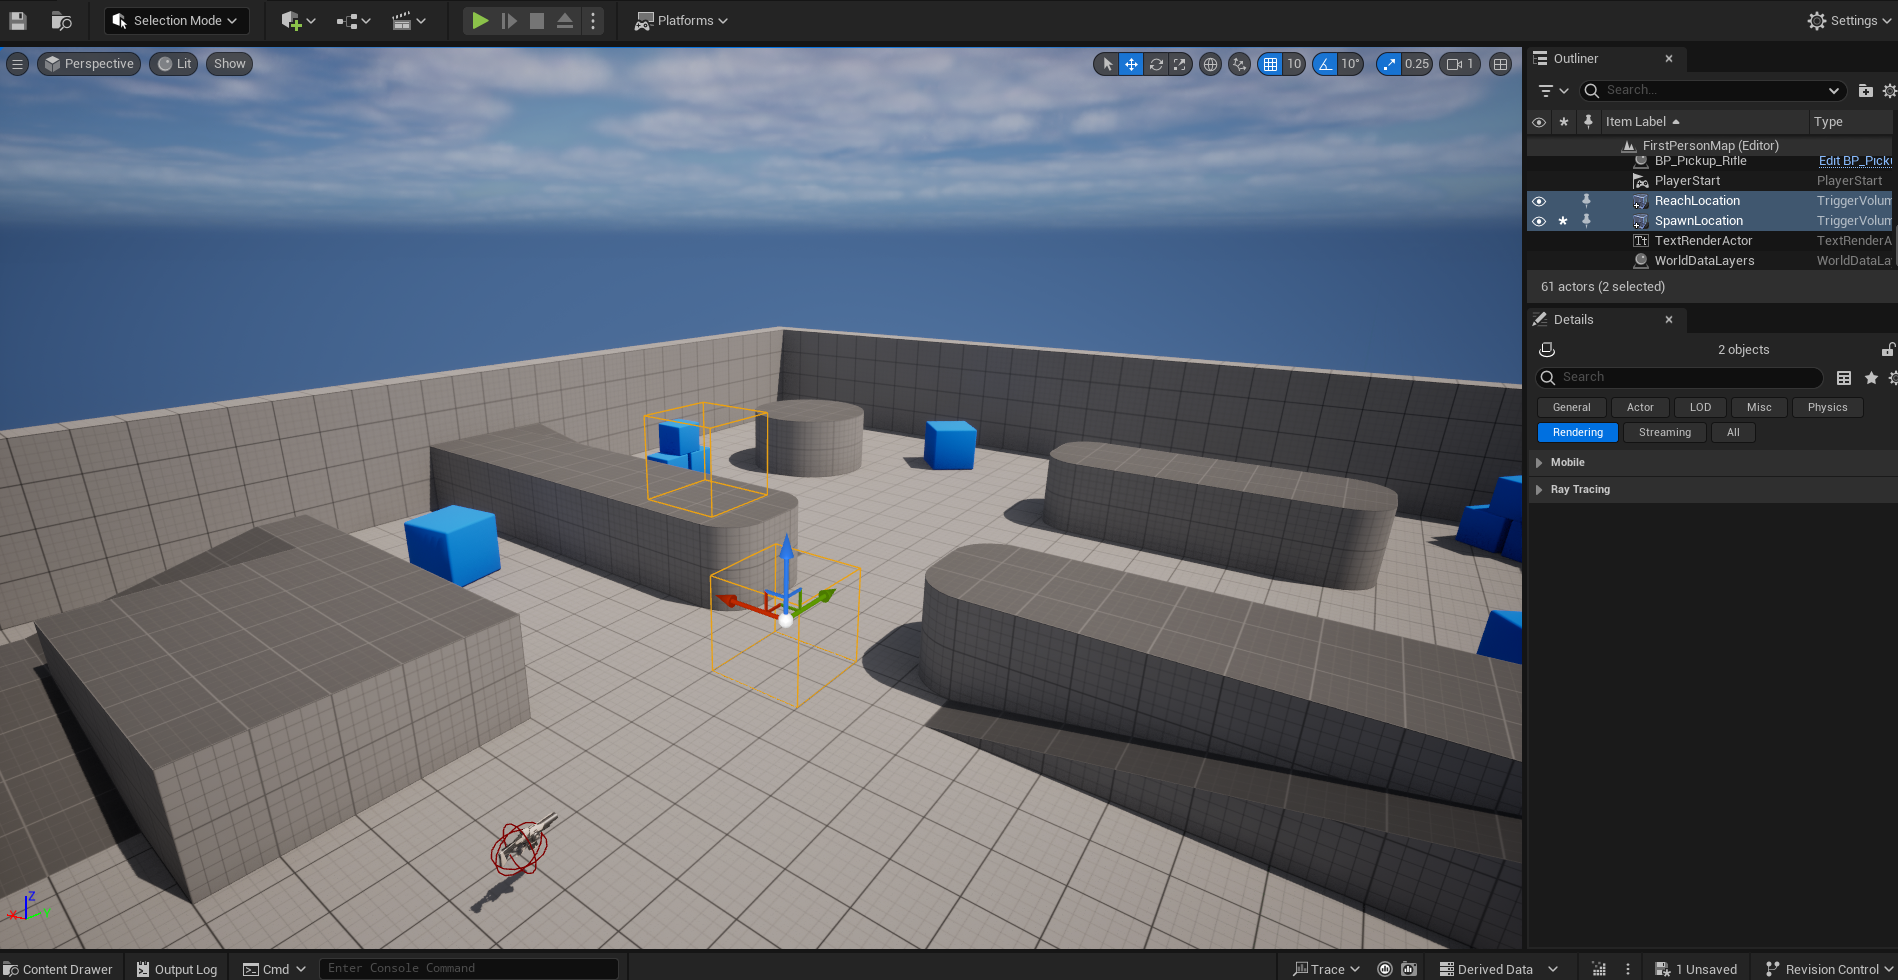 Selection Mode
Platforms
Settings
Perspective
Lit
Show
10
10°
0.25
1
Outliner
Search...
Item Label
Type
FirstPersonMap (Editor)
BP_Pickup_Rifle
Edit BP_Pick
PlayerStart
PlayerStart
ReachLocation
TriggerVolum
SpawnLocation
TriggerVolum
TextRenderActor
TextRenderA
WorldDataLayers
WorldDataLa
61 actors (2 selected)
Details
2 objects
Search
General
Actor
LOD
Misc
Physics
Rendering
Streaming
All
Mobile
Ray Tracing
Z
X
Y
Content Drawer
Output Log
Cmd
Enter Console Command
Trace
Derived Data
1 Unsaved
Revision Control